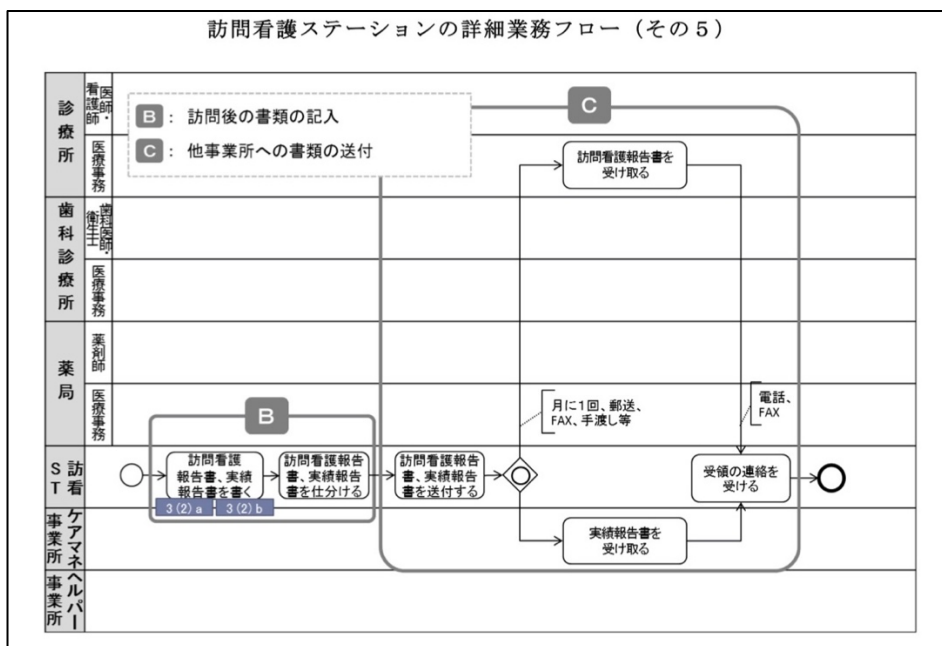 訪問看護ステーションの詳細業務フロー（その５）
診療所
医師・
看護師
医療事務
歯科診療所
歯科医師・
衛生士
医療事務
薬局
薬剤師
医療事務
訪看
ST
ケアマネ
事業所
ヘルパー
事業所
B ： 訪問後の書類の記入
C ： 他事業所への書類の送付
C
訪問看護報告書を
受け取る
月に1回、郵送、
FAX、手渡し等
電話、
FAX
B
訪問看護
報告書、実績
報告書を書く
3(2)a
3(2)b
訪問看護報告
書、実績報告
書を仕分ける
訪問看護報告
書、実績報告
書を送付する
受領の連絡を
受ける
実績報告書を
受け取る